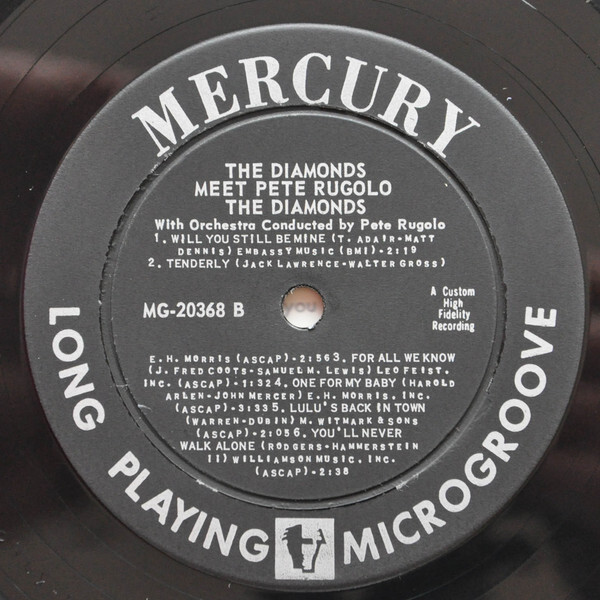 MERCURY
THE DIAMONDS
MEET PETE RUGOLO
THE DIAMONDS
With Orchestra Conducted by Pete Rugolo
1. WILL YOU STILL BE MINE (T. ADAIR-MATT
DENNIS) EMBASSY MUSIC (BMI)-2:19
2. TENDERLY (JACK LAWRENCE-WALTER GROSS)
MG-20368 B
YOU
A Custom
High
Fidelity
Recording
E. H. MORRIS (ASCAP)-2:563. FOR ALL WE KNOW
(J. FRED COOTS-SAMUEL M. LEWIS) LEO FEIST,
INC. (ASCAP)-1:324. ONE FOR MY BABY (HAROLD
ARLEN-JOHN MERCER) E. H. MORRIS, INC.
(ASCAP)-3:335. LULU'S BACK IN TOWN
(WARREN-DUBIN) M. WITMARK & SONS
(ASCAP)-2:056. YOU'LL NEVER
WALK ALONE (RODGERS-HAMMERSTEIN
II) WILLIAMSON MUSIC, INC.
(ASCAP)-2:38
LONG PLAYING MICROGROOVE